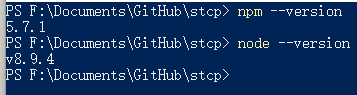 PS F:\Documents\GitHub\stcp> npm --version
5.7.1
PS F:\Documents\GitHub\stcp> node --version
v8.9.4
PS F:\Documents\GitHub\stcp>